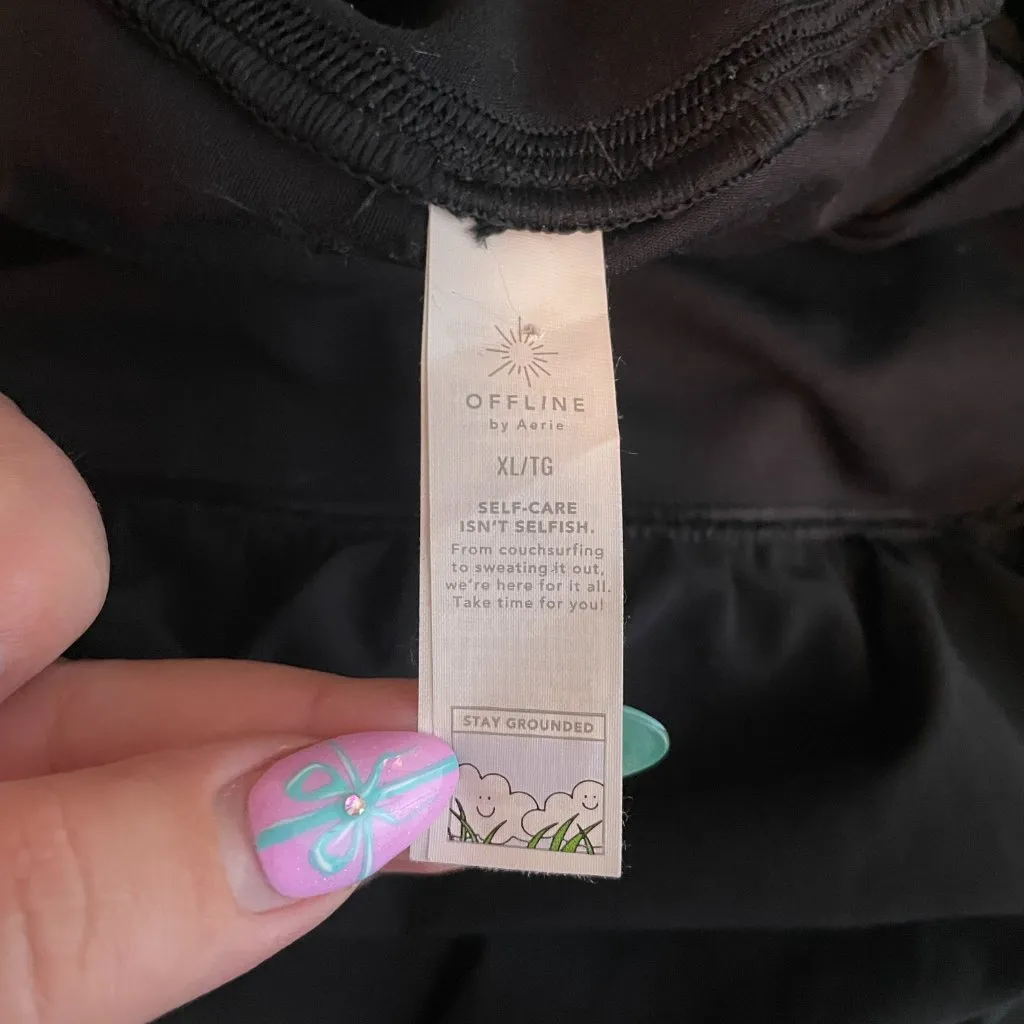 OFFLINE
by Aerie
XL/TG
SELF-CARE
ISN'T SELFISH.
From couchsurfing
to sweating it out,
we're here for it all.
Take time for you!
STAY GROUNDED